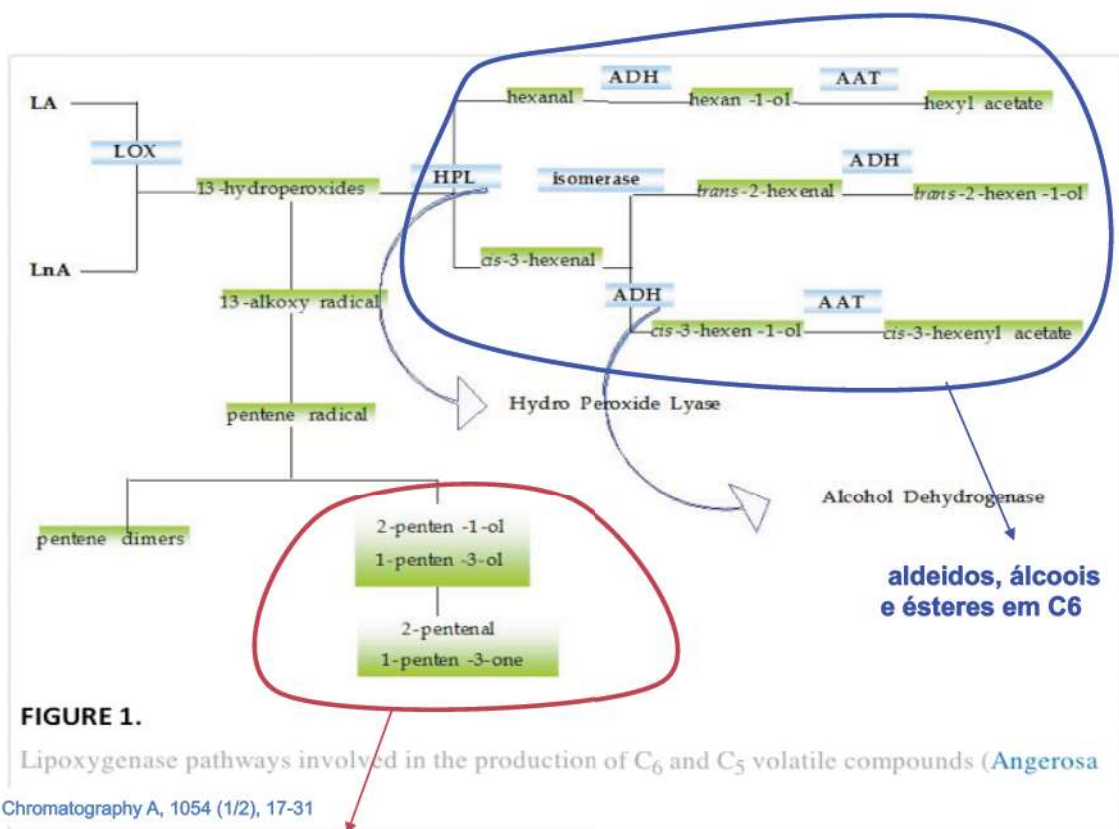 ADH AAT
LA hexanal hexan -1-ol hexyl acetate
LOX ADH
13-hydroperoxides HPL isomerase trans-2-hexenal trans-2-hexen -1-ol
LnA cis-3-hexenal
13-alkoxy radical ADH AAT
cis-3-hexen -1-ol cis-3-hexenyl acetate
pentene radical Hydro Peroxide Lyase
Alcohol Dehydrogenase
pentene dimers 2-penten -1-ol
1-penten -3-ol
aldeidos, álcoois
e ésteres em C6
2-pentenal
1-penten -3-one
FIGURE 1.
Lipoxygenase pathways involved in the production of C6 and C5 volatile compounds (Angerosa
Chromatography A, 1054 (1/2), 17-31